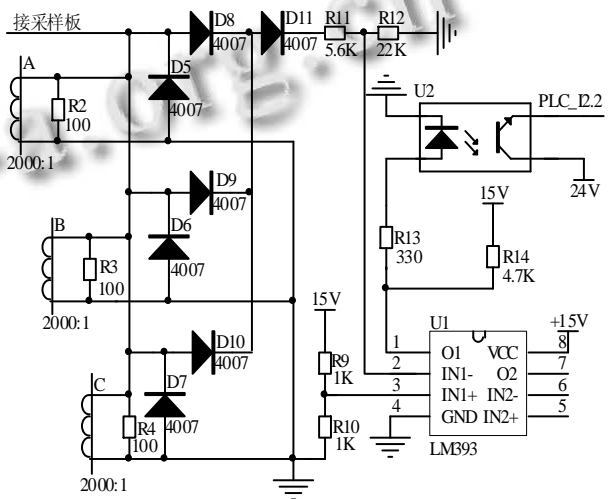 接采样板
D8
4007
D11
4007
R11
5.6K
R12
22K
A
R2
100
2000:1
D5
4007
U2
PLC_I2.2
24V
D9
4007
D6
4007
B
R3
100
2000:1
R13
330
15V
R14
4.7K
D10
4007
D7
4007
C
R4
100
2000:1
15V
R9
1K
R10
1K
U1
+15V
1 O1 VCC 8
2 IN1- O2 7
3 IN1+ IN2- 6
4 GND IN2+ 5
LM393